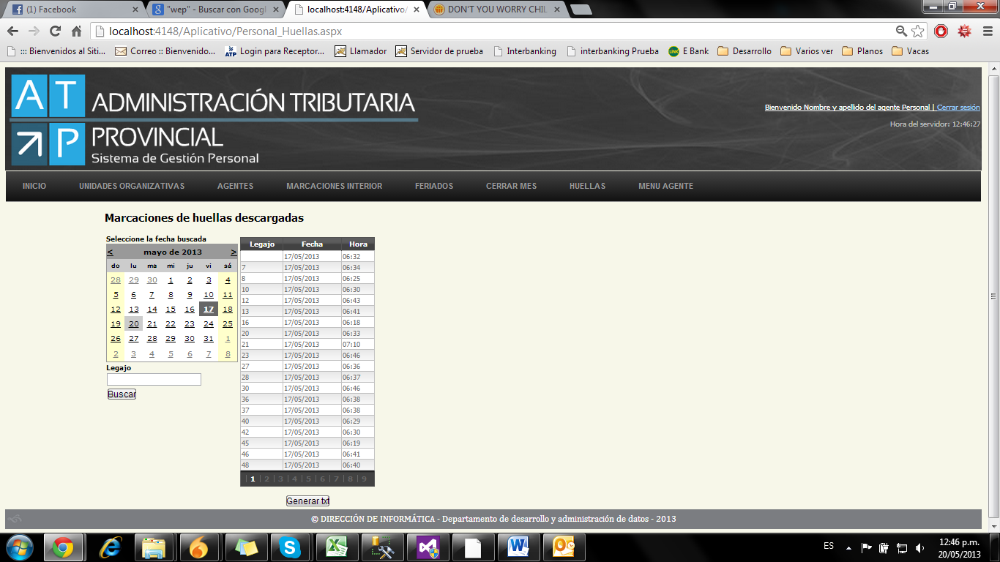 (1) Facebook
"wep" - Buscar con Googl
localhost:4148/Aplicativo/
DON'T YOU WORRY CHIL
localhost:4148/Aplicativo/Personal_Huellas.aspx
::: Bienvenidos al Siti...
Correo :: Bienvenido...
ATP Login para Receptor...
Llamador
Servidor de prueba
Interbanking
interbanking Prueba
LINK E Bank
Desarrollo
Varios ver
Planos
Vacas
AT P
ADMINISTRACIÓN TRIBUTARIA
PROVINCIAL
Sistema de Gestión Personal
Bienvenido Nombre y apellido del agente Personal | Cerrar sesión
Hora del servidor: 12:46:27
INICIO UNIDADES ORGANIZATIVAS AGENTES MARCACIONES INTERIOR FERIADOS CERRAR MES HUELLAS MENU AGENTE
Marcaciones de huellas descargadas
Seleccione la fecha buscada
< mayo de 2013 >
do lu ma mi ju vi sá
28 29 30 1 2 3 4
5 6 7 8 9 10 11
12 13 14 15 16 17 18
19 20 21 22 23 24 25
26 27 28 29 30 31 1
2 3 4 5 6 7 8
Legajo
Buscar
Legajo Fecha Hora
17/05/2013 06:32
7 17/05/2013 06:34
8 17/05/2013 06:25
10 17/05/2013 06:30
12 17/05/2013 06:43
13 17/05/2013 06:41
16 17/05/2013 06:18
20 17/05/2013 06:33
21 17/05/2013 07:10
23 17/05/2013 06:46
27 17/05/2013 06:36
28 17/05/2013 06:37
30 17/05/2013 06:46
36 17/05/2013 06:38
37 17/05/2013 06:38
40 17/05/2013 06:29
42 17/05/2013 06:30
45 17/05/2013 06:19
46 17/05/2013 06:41
48 17/05/2013 06:40
| 1 | 2 | 3 | 4 | 5 | 6 | 7 | 8 | 9
Generar txt
© DIRECCIÓN DE INFORMÁTICA - Departamento de desarrollo y administración de datos - 2013
ES
12:46 p.m.
20/05/2013